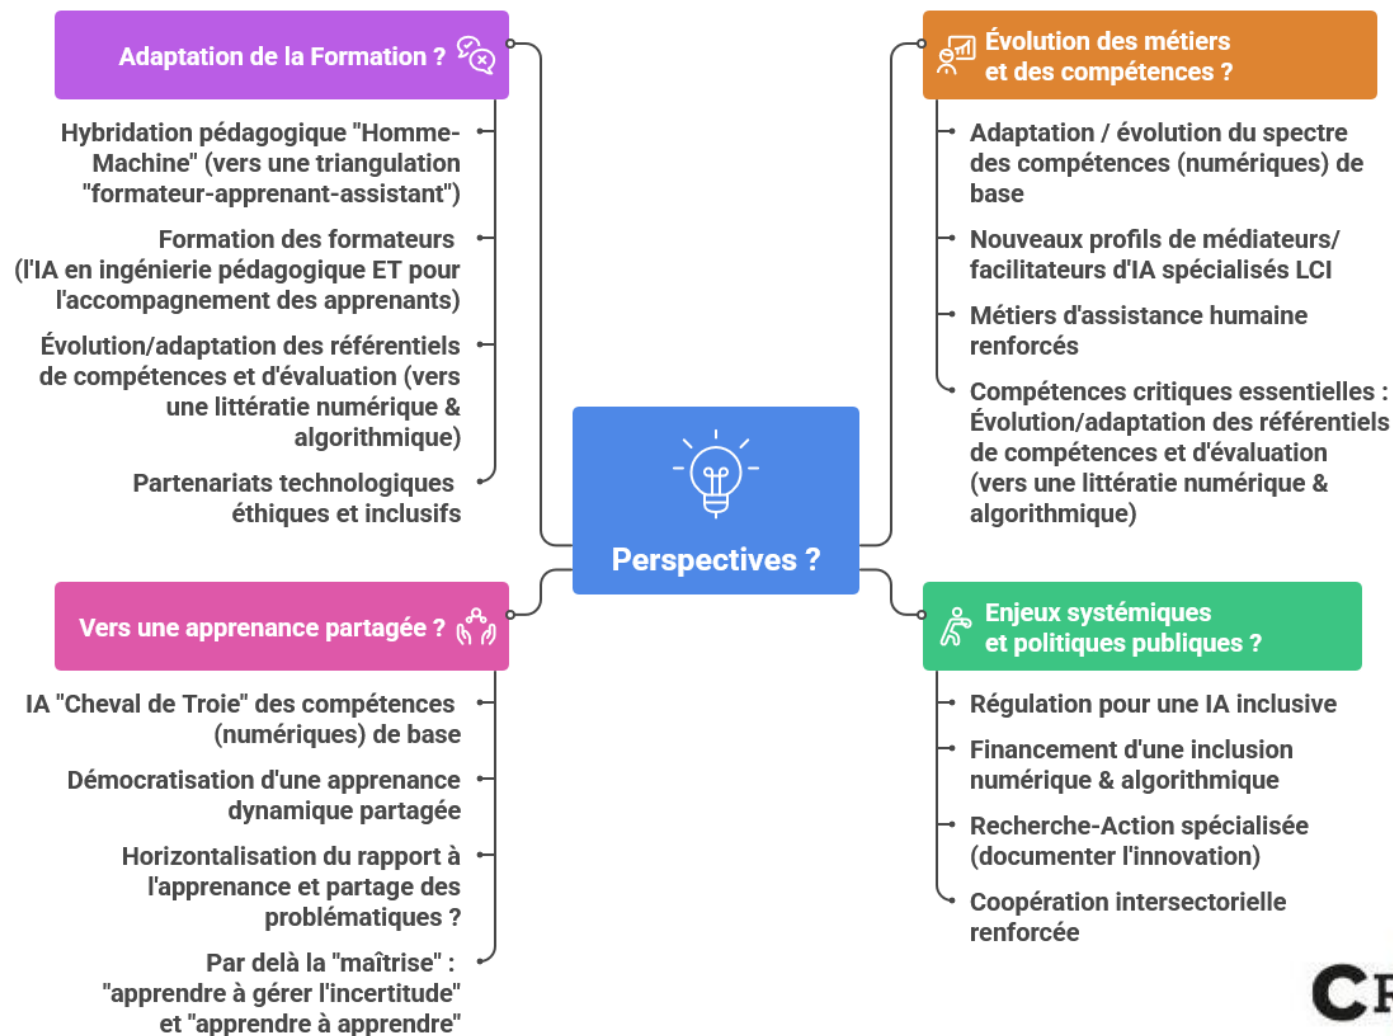 Adaptation de la Formation ?
Hybridation pédagogique "Homme-
Machine" (vers une triangulation
"formateur-apprenant-assistant")
Formation des formateurs
(l'IA en ingénierie pédagogique ET pour
l'accompagnement des apprenants)
Évolution/adaptation des référentiels
de compétences et d'évaluation (vers
une littératie numérique &
algorithmique)
Partenariats technologiques
éthiques et inclusifs
Évolution des métiers
et des compétences ?
Adaptation / évolution du spectre
des compétences (numériques) de
base
Nouveaux profils de médiateurs/
facilitateurs d'IA spécialisés LCI
Métiers d'assistance humaine
renforcés
Compétences critiques essentielles :
Évolution/adaptation des référentiels
de compétences et d'évaluation
(vers une littératie numérique &
algorithmique)
Perspectives ?
Vers une apprenance partagée ?
IA "Cheval de Troie" des compétences
(numériques) de base
Démocratisation d'une apprenance
dynamique partagée
Horizontalisation du rapport à
l'apprenance et partage des
problématiques ?
Par delà la "maîtrise" :
"apprendre à gérer l'incertitude"
et "apprendre à apprendre"
Enjeux systémiques
et politiques publiques ?
Régulation pour une IA inclusive
Financement d'une inclusion
numérique & algorithmique
Recherche-Action spécialisée
(documenter l'innovation)
Coopération intersectorielle
renforcée